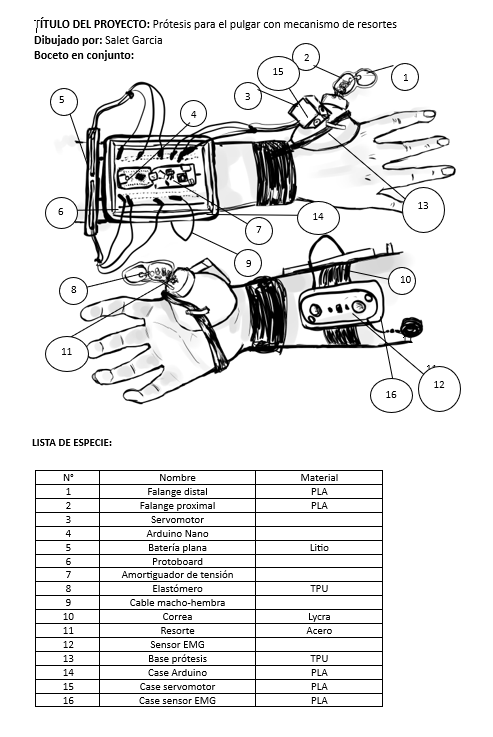 TÍTULO DEL PROYECTO: Prótesis para el pulgar con mecanismo de resortes
Dibujado por: Salet Garcia
Boceto en conjunto:
2
15
1
5
3
4
6
7
14
13
9
8
10
11
16
12
LISTA DE ESPECIE:
N° Nombre Material
1 Falange distal PLA
2 Falange proximal PLA
3 Servomotor
4 Arduino Nano
5 Batería plana Litio
6 Protoboard
7 Amortiguador de tensión
8 Elastómero TPU
9 Cable macho-hembra
10 Correa Lycra
11 Resorte Acero
12 Sensor EMG
13 Base prótesis TPU
14 Case Arduino PLA
15 Case servomotor PLA
16 Case sensor EMG PLA